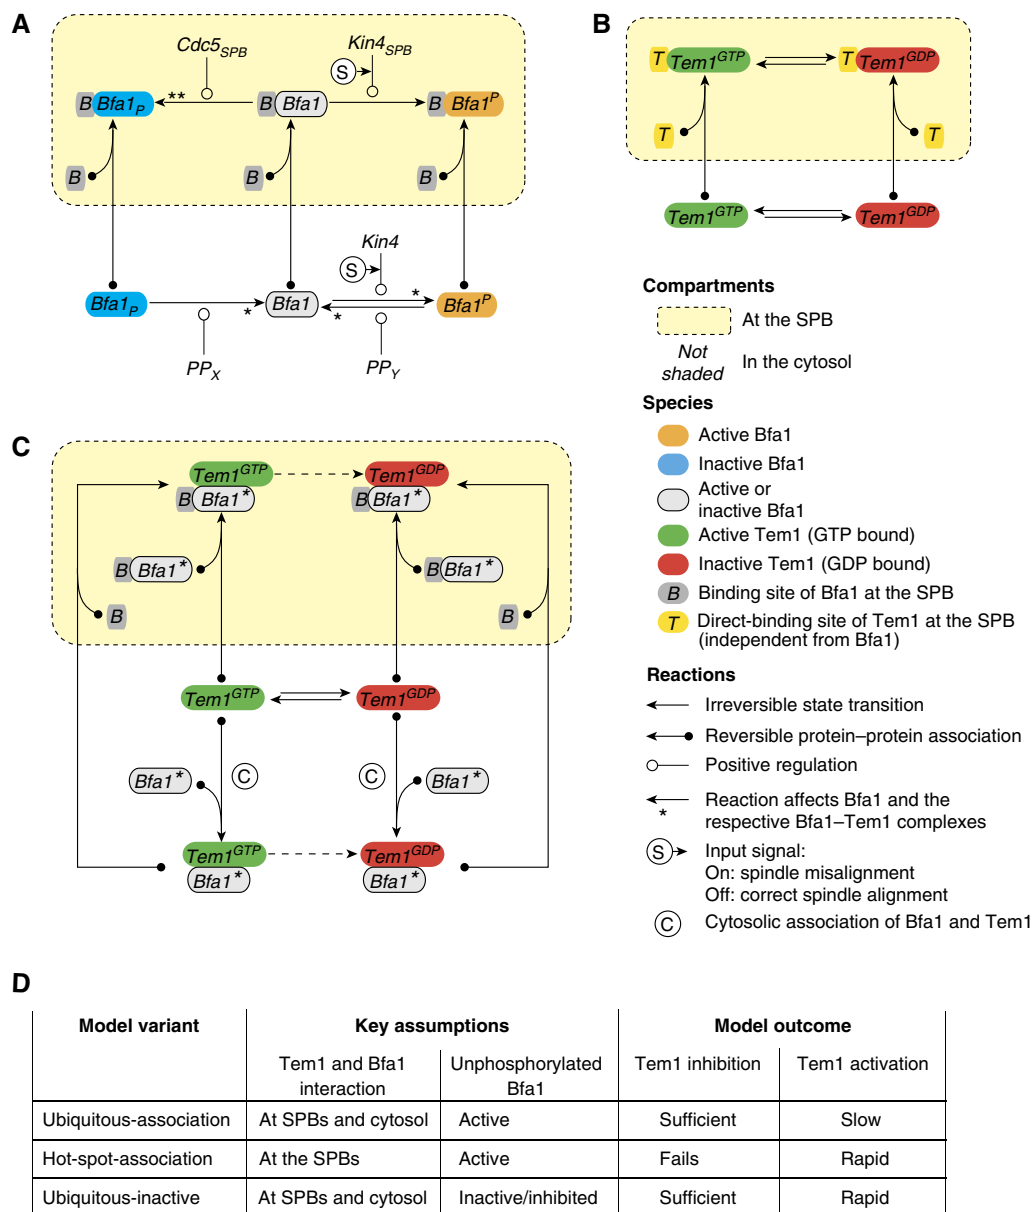 A
Cdc5SPB
Kin4SPB
S
**
B Bfa1P
B Bfa1
B Bfa1P
B
B
B
Kin4
S
Bfa1P
*
Bfa1
*
*
Bfa1P
PPX
PPY
B
T Tem1GTP
T Tem1GDP
T
T
Tem1GTP
Tem1GDP
Compartments
At the SPB
Not
shaded
In the cytosol
Species
Active Bfa1
Inactive Bfa1
Active or
inactive Bfa1
Active Tem1 (GTP bound)
Inactive Tem1 (GDP bound)
B Binding site of Bfa1 at the SPB
T Direct-binding site of Tem1 at the SPB
(independent from Bfa1)
Reactions
Irreversible state transition
Reversible protein–protein association
Positive regulation
Reaction affects Bfa1 and the
* respective Bfa1–Tem1 complexes
S Input signal:
On: spindle misalignment
Off: correct spindle alignment
C Cytosolic association of Bfa1 and Tem1
C
Tem1GTP
Tem1GDP
B Bfa1*
B Bfa1*
B Bfa1*
B Bfa1*
B
B
Tem1GTP
Tem1GDP
Bfa1*
C
C
Bfa1*
Tem1GTP
Tem1GDP
Bfa1*
Bfa1*
D
Model variant
Key assumptions
Model outcome
Tem1 and Bfa1
interaction
Unphosphorylated
Bfa1
Tem1 inhibition
Tem1 activation
Ubiquitous-association
At SPBs and cytosol
Active
Sufficient
Slow
Hot-spot-association
At the SPBs
Active
Fails
Rapid
Ubiquitous-inactive
At SPBs and cytosol
Inactive/inhibited
Sufficient
Rapid